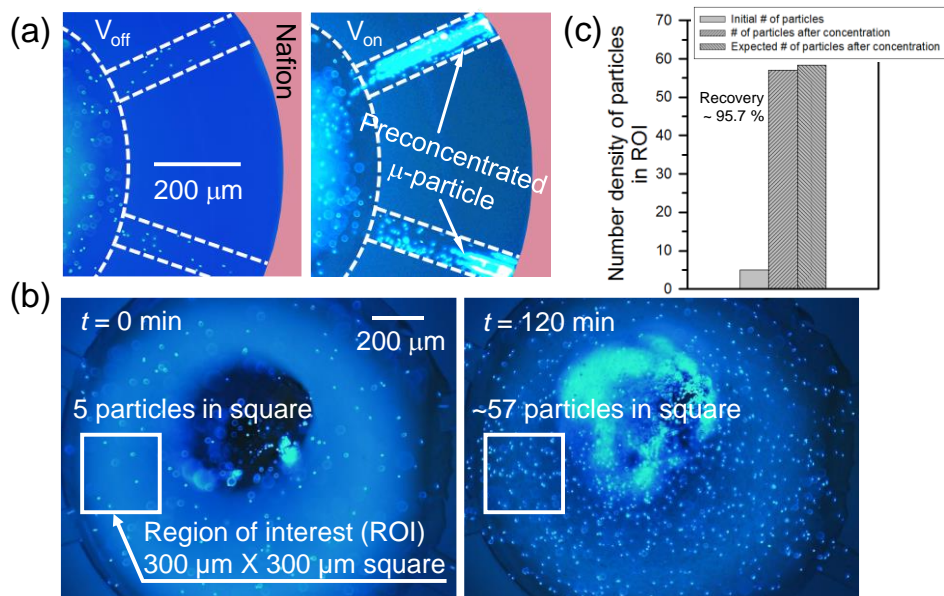 (a)
V_off
Nafion
200 μm
V_on
Preconcentrated
μ-particle
(c)
Initial # of particles
# of particles after concentration
Expected # of particles after concentration
Number density of particles
in ROI
60
50
40
30
20
10
0
Recovery
~ 95.7 %
(b)
t = 0 min
200 μm
5 particles in square
Region of interest (ROI)
300 μm X 300 μm square
t = 120 min
~57 particles in square